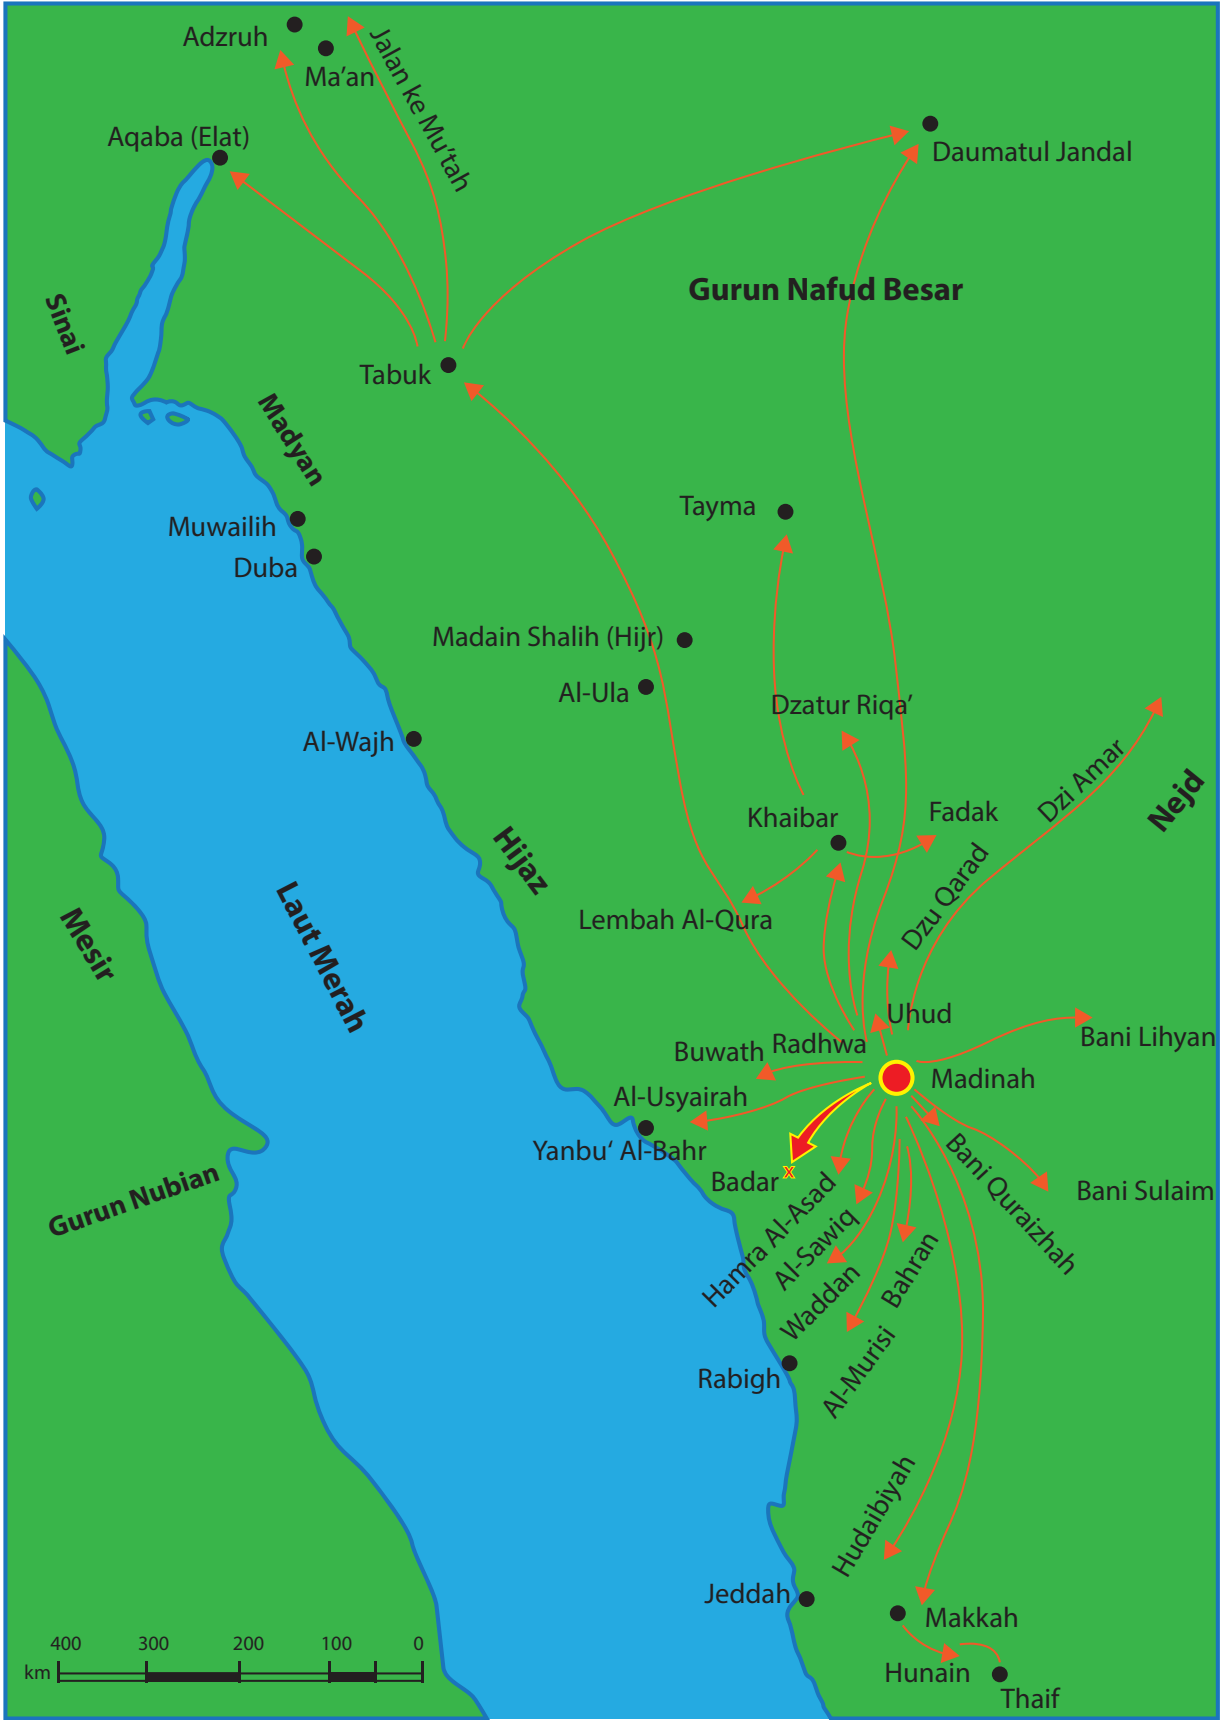 Adzruh
Ma'an
Jalan ke Mu'tah
Aqaba (Elat)
Daumatul Jandal
Gurun Nafud Besar
Sinai
Tabuk
Madyan
Tayma
Muwailih
Duba
Madain Shalih (Hijr)
Al-Ula
Dzatur Riqa'
Al-Wajh
Dzi Amar
Nejd
Khaibar
Fadak
Hijaz
Dzu Qarad
Lembah Al-Qura
Mesir
Laut Merah
Uhud
Buwath
Radhwa
Bani Lihyan
Madinah
Al-Usyairah
Yanbu‘ Al-Bahr
Badar
x
Bani Quraizhah
Bani Sulaim
Gurun Nubian
Hamra Al-Asad
Al-Sawiq
Waddan
Bahran
Al-Murisi
Rabigh
Hudaibiyah
Jeddah
Makkah
Hunain
Thaif
400 300 200 100 0
km